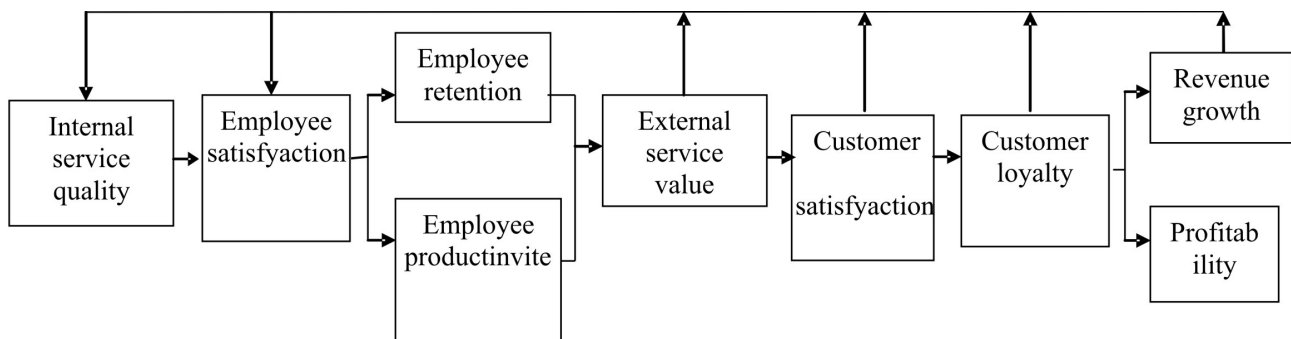 Internal
service
quality
Employee
satisfyaction
Employee
retention
Employee
productinvite
External
service
value
Customer
satisfyaction
Customer
loyalty
Revenue
growth
Profitab
ility